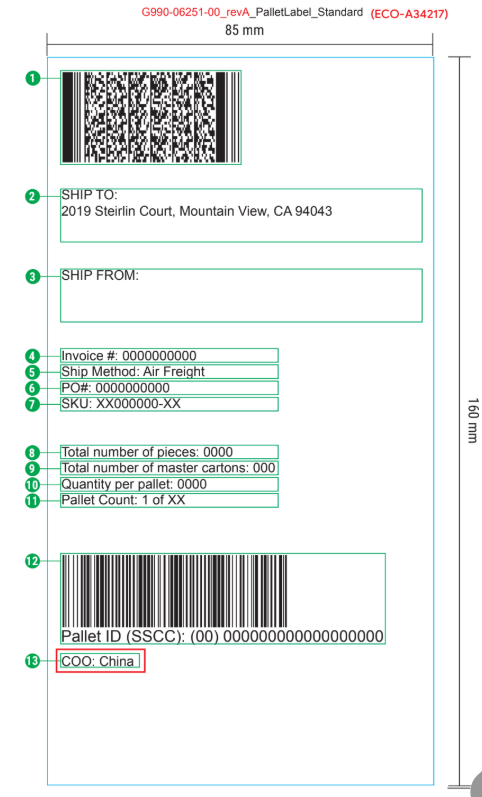 G990-06251-00_revA_PalletLabel_Standard (ECO-A34217)
85 mm
1
2 SHIP TO:
2019 Steirlin Court, Mountain View, CA 94043
3 SHIP FROM:
4 Invoice #: 0000000000
5 Ship Method: Air Freight
6 PO#: 0000000000
7 SKU: XX000000-XX
160 mm
8 Total number of pieces: 0000
9 Total number of master cartons: 000
10 Quantity per pallet: 0000
11 Pallet Count: 1 of XX
12
Pallet ID (SSCC): (00) 000000000000000000
13 COO: China